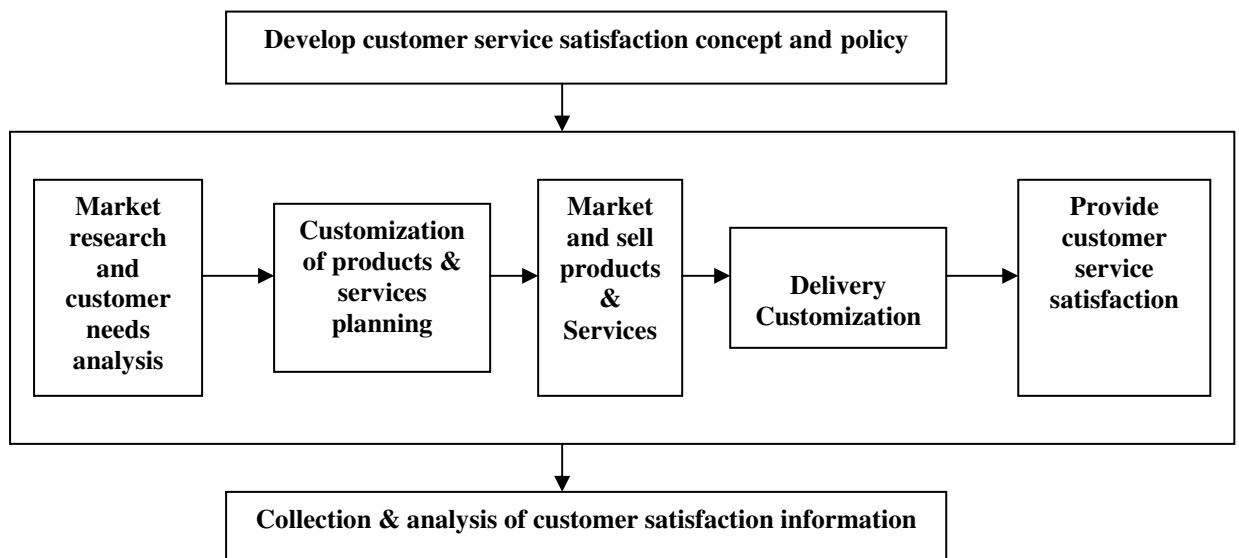 Develop customer service satisfaction concept and policy
Market
research
and
customer
needs
analysis
Customization
of products &
services
planning
Market
and sell
products
&
Services
Delivery
Customization
Provide
customer
service
satisfaction
Collection & analysis of customer satisfaction information